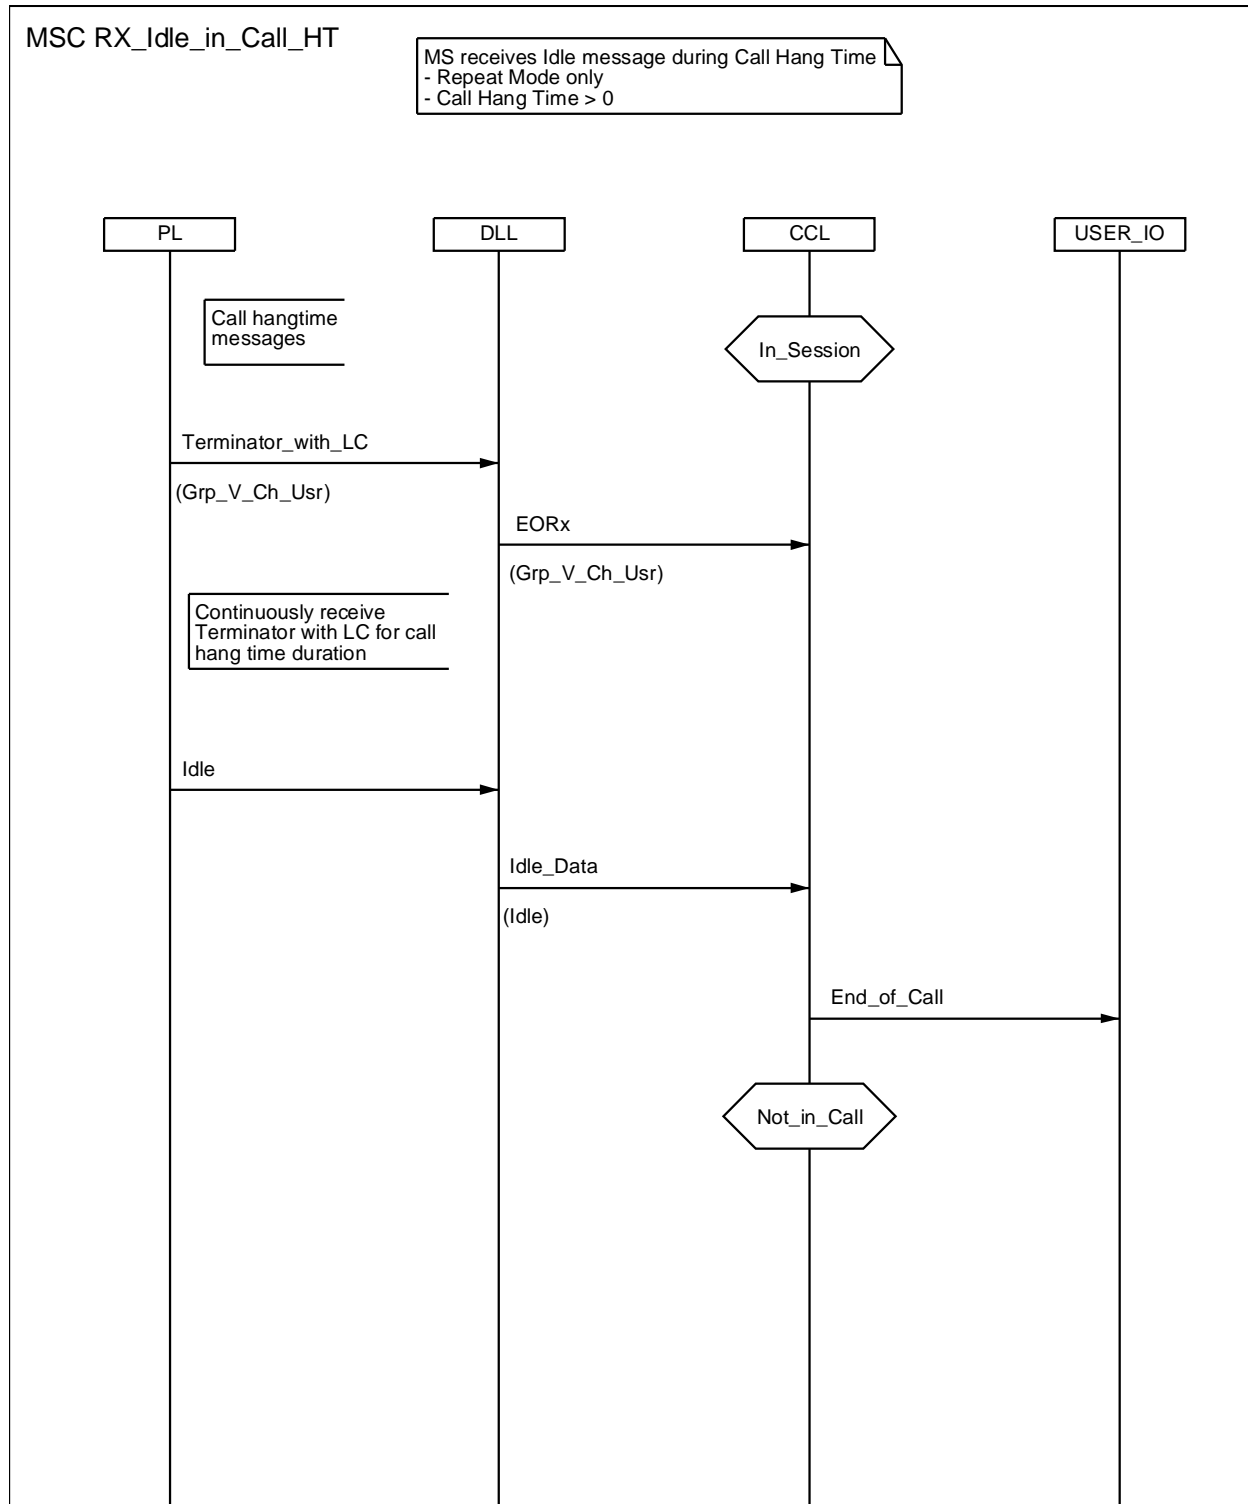 MSC RX_Idle_in_Call_HT
MS receives Idle message during Call Hang Time
- Repeat Mode only
- Call Hang Time > 0
PL
DLL
CCL
USER_IO
Call hangtime
messages
In_Session
Terminator_with_LC
(Grp_V_Ch_Usr)
EORx
(Grp_V_Ch_Usr)
Continuously receive
Terminator with LC for call
hang time duration
Idle
Idle_Data
(Idle)
End_of_Call
Not_in_Call